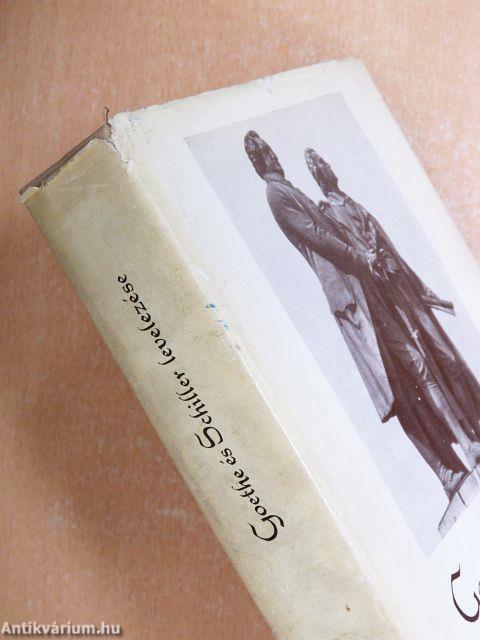 Goethe és Schiller levelezése
Antikvárium.hu